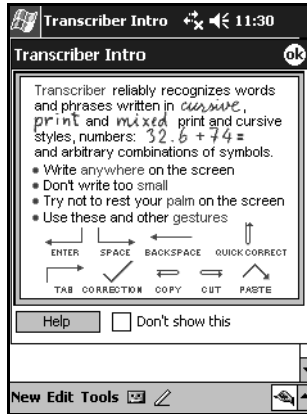 Transcriber Intro 11:30
Transcriber Intro ok
Transcriber reliably recognizes words
and phrases written in cursive,
print and mixed print and cursive
styles, numbers: 32.6 + 74 =
and arbitrary combinations of symbols.
• Write anywhere on the screen
• Don't write too small
• Try not to rest your palm on the screen
• Use these and other gestures
ENTER SPACE BACKSPACE QUICK CORRECT
TAB CORRECTION COPY CUT PASTE
Help Don't show this
New Edit Tools